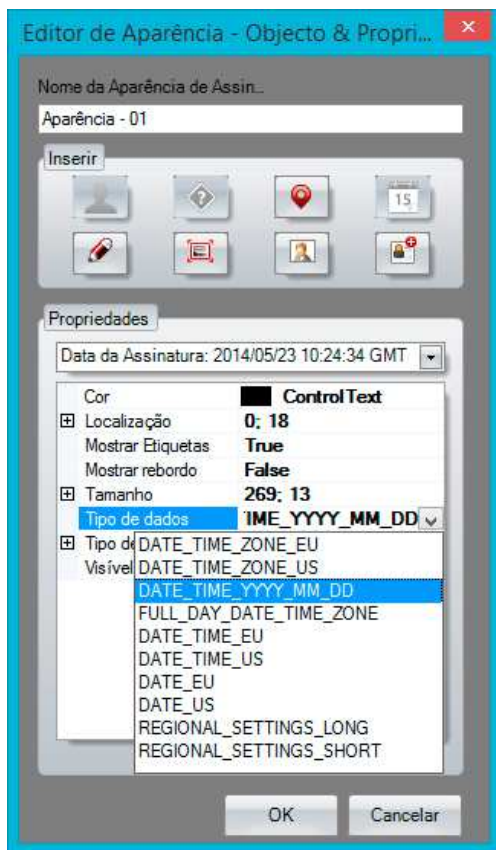 Editor de Aparência - Objecto & Propri...
Nome da Aparência de Assin...
Aparência - 01
Inserir
15
Propriedades
Data da Assinatura: 2014/05/23 10:24:34 GMT
Cor ControlText
Localização 0; 18
Mostrar Etiquetas True
Mostrar rebordo False
Tamanho 269; 13
Tipo de dados IME_YYYY_MM_DD
Tipo de
DATE_TIME_ZONE_EU
Visível
DATE_TIME_ZONE_US
DATE_TIME_YYYY_MM_DD
FULL_DAY_DATE_TIME_ZONE
DATE_TIME_EU
DATE_TIME_US
DATE_EU
DATE_US
REGIONAL_SETTINGS_LONG
REGIONAL_SETTINGS_SHORT
OK Cancelar